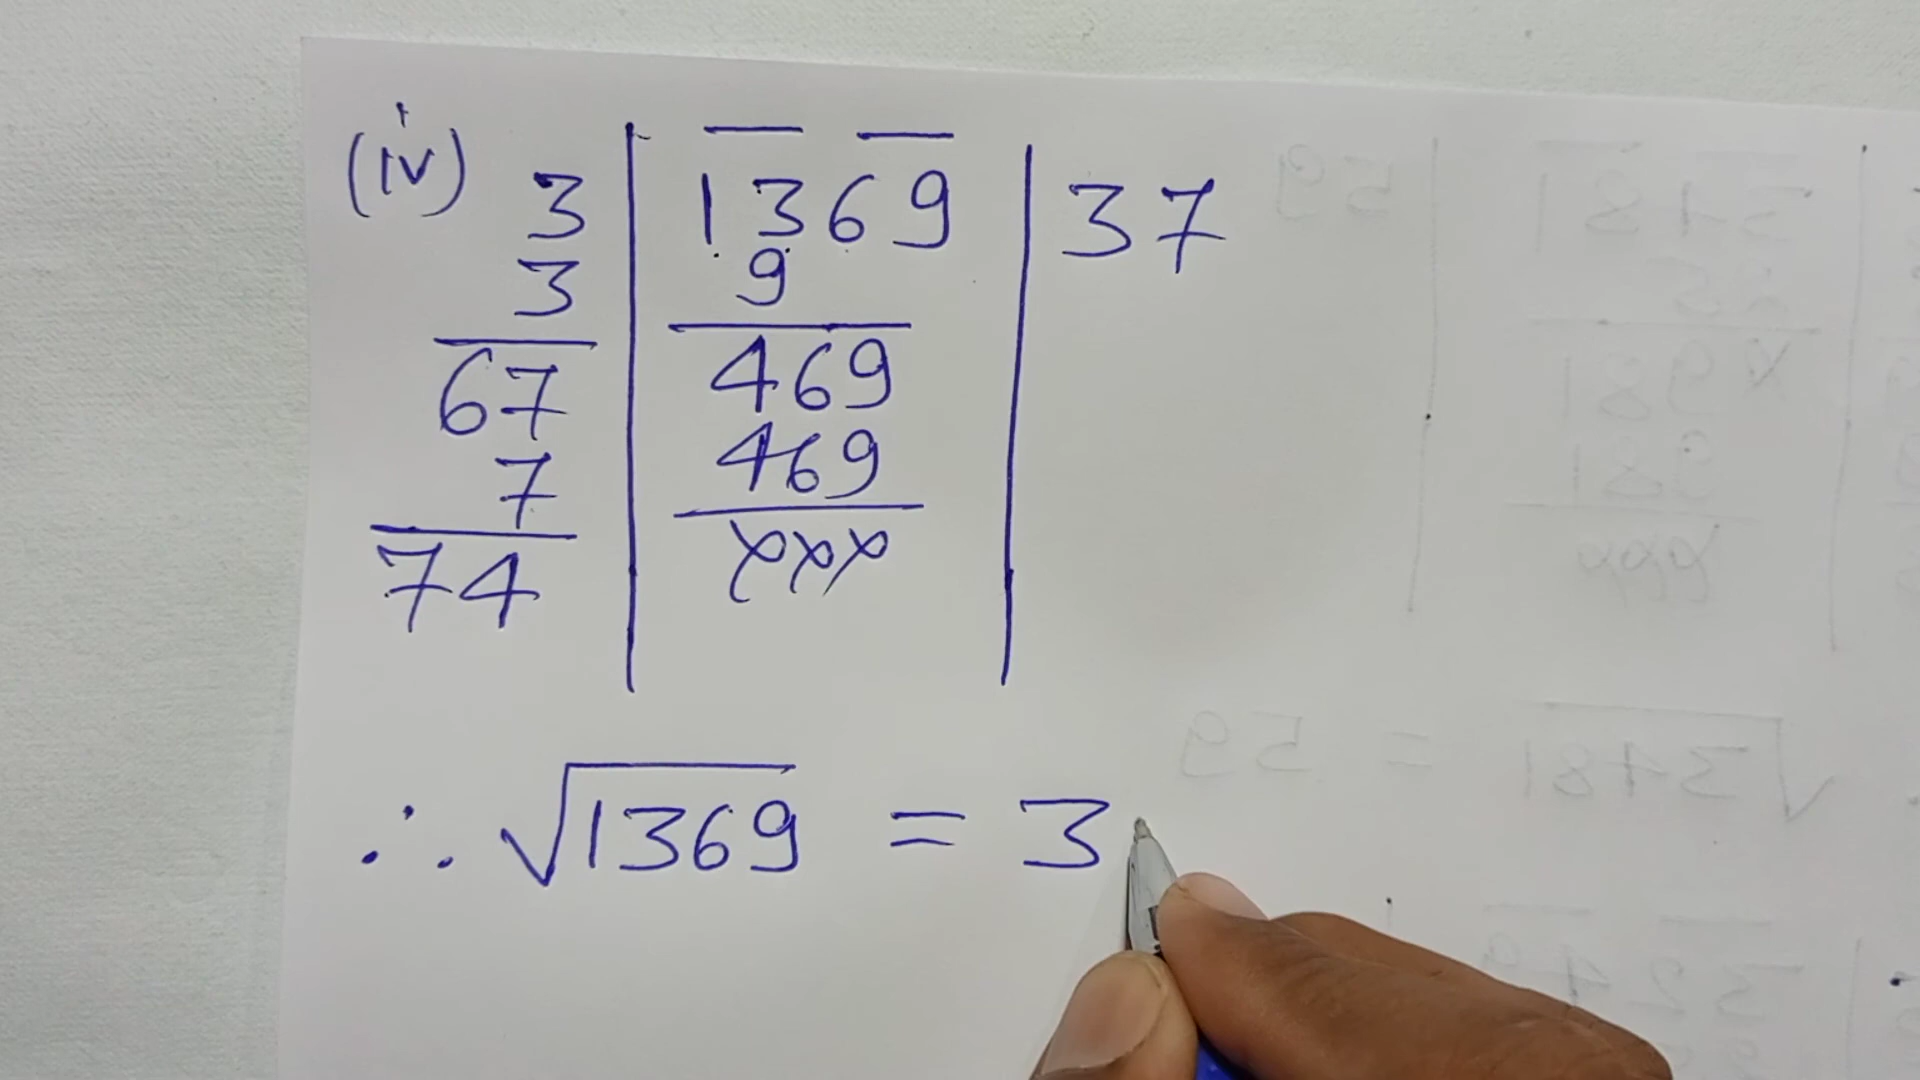 (iv) 3 | 1369 | 37
3 | 9
67 | 469
7 | 469
74 | xxx
∴ √1369 = 3